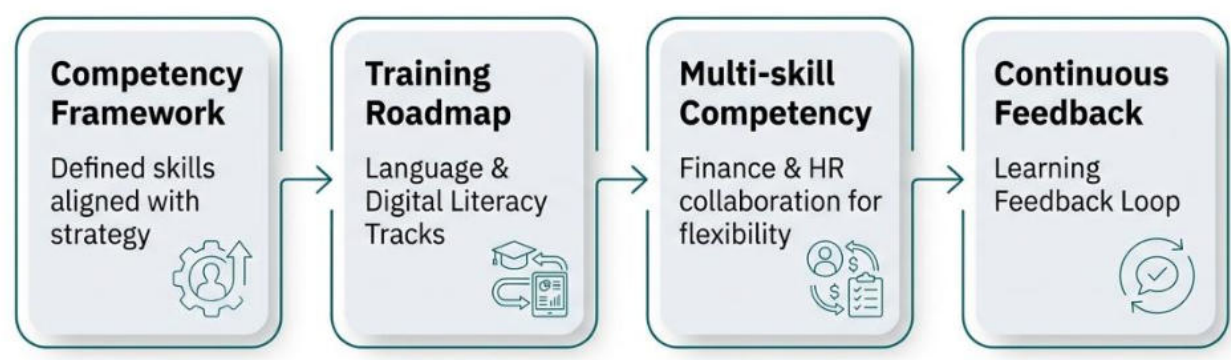 Competency
Framework
Defined skills
aligned with
strategy
Training
Roadmap
Language &
Digital Literacy
Tracks
Multi-skill
Competency
Finance & HR
collaboration for
flexibility
$
$
Continuous
Feedback
Learning
Feedback Loop